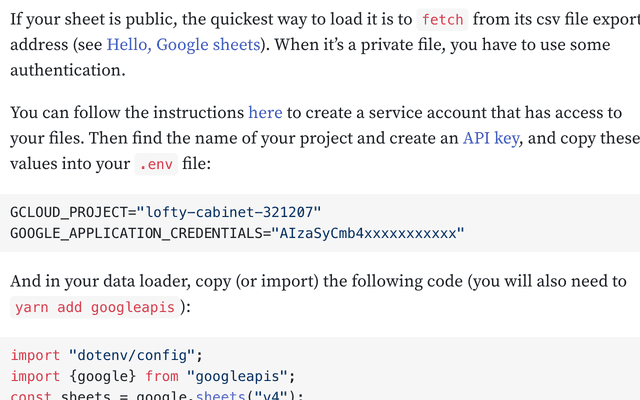 If your sheet is public, the quickest way to load it is to fetch from its csv file export
address (see Hello, Google sheets). When it’s a private file, you have to use some
authentication.
You can follow the instructions here to create a service account that has access to
your files. Then find the name of your project and create an API key, and copy these
values into your .env file:
GCLOUD_PROJECT="lofty-cabinet-321207"
GOOGLE_APPLICATION_CREDENTIALS="AIzaSyCmb4xxxxxxxxxxx"
And in your data loader, copy (or import) the following code (you will also need to
yarn add googleapis):
import "dotenv/config";
import {google} from "googleapis";
const sheets = google.sheets("v4");